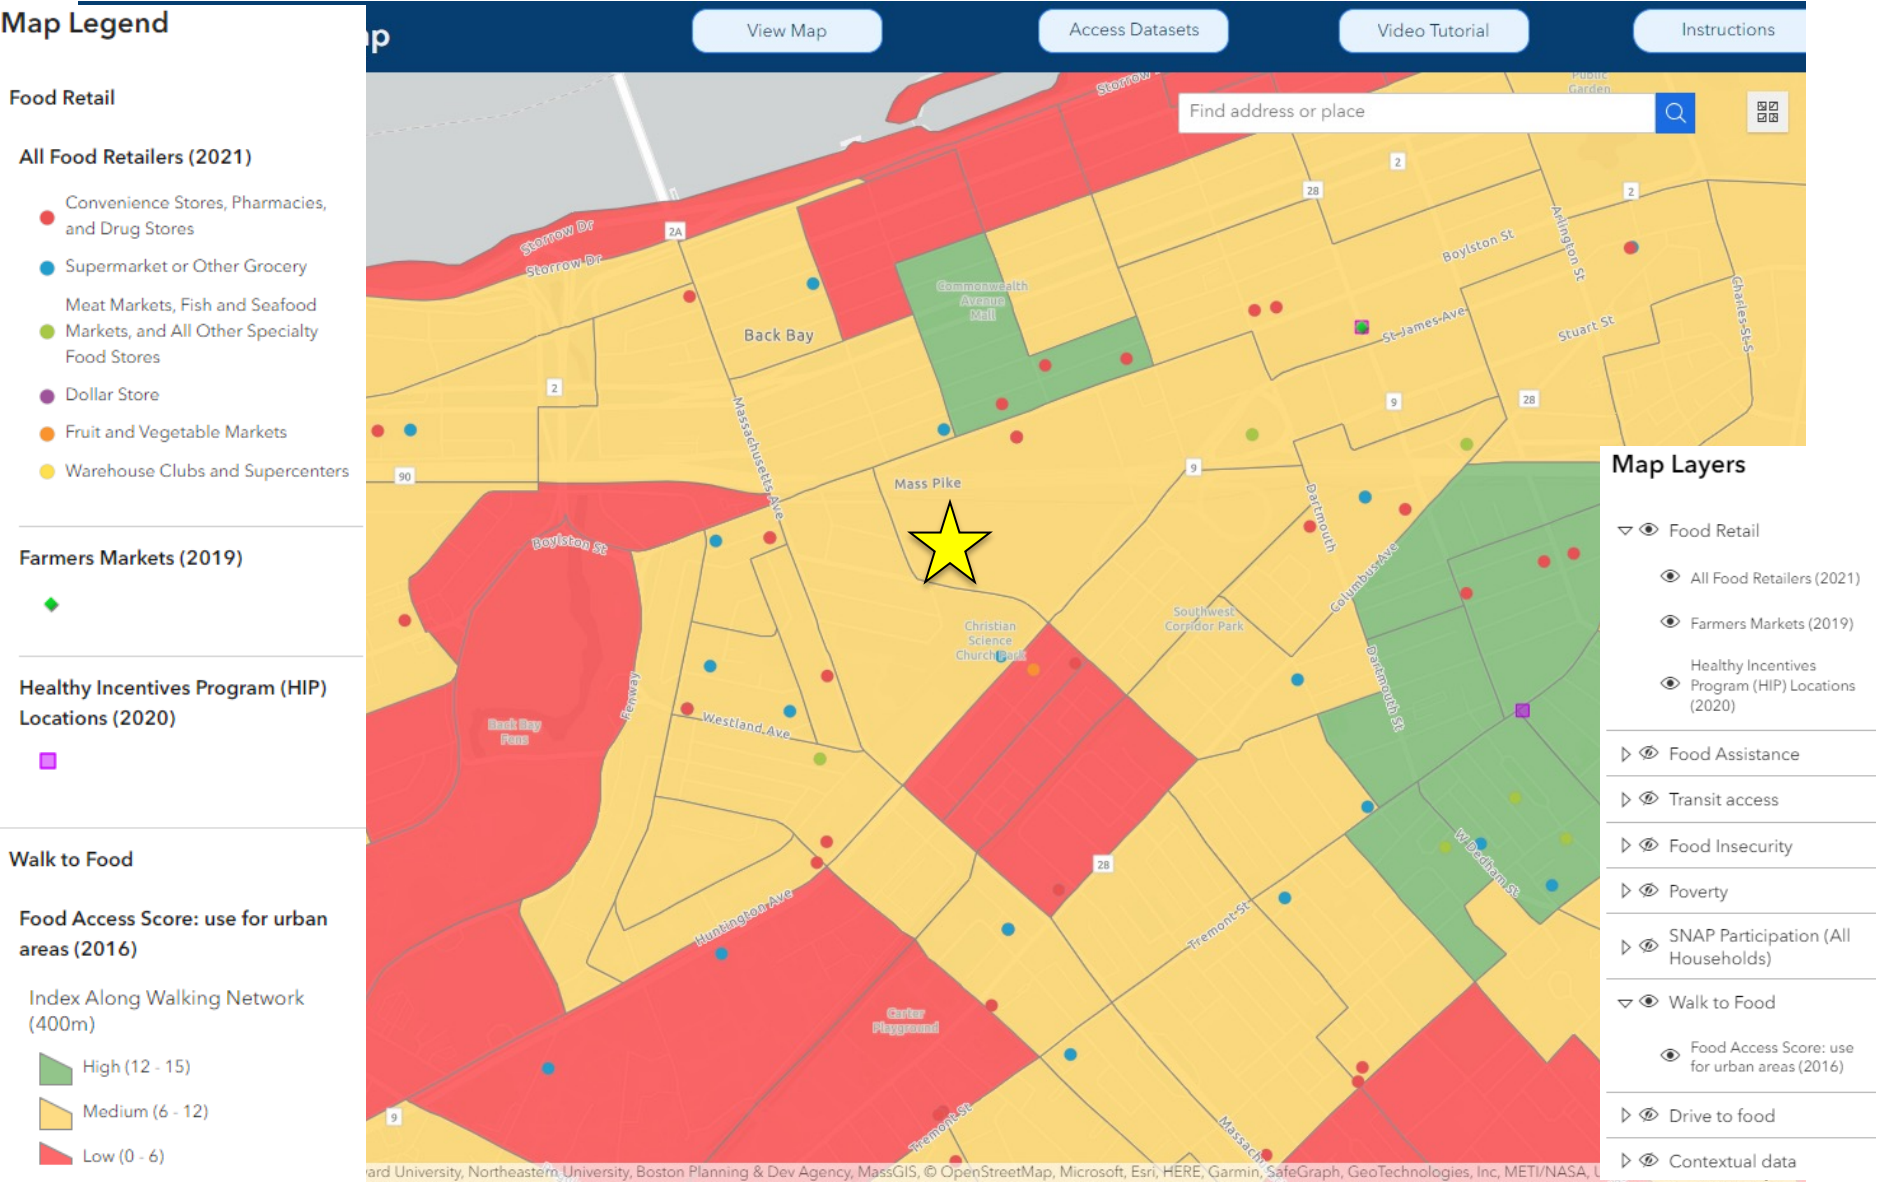 Map Legend
Food Retail
All Food Retailers (2021)
Convenience Stores, Pharmacies,
and Drug Stores
Supermarket or Other Grocery
Meat Markets, Fish and Seafood
Markets, and All Other Specialty
Food Stores
Dollar Store
Fruit and Vegetable Markets
Warehouse Clubs and Supercenters
Farmers Markets (2019)
Healthy Incentives Program (HIP)
Locations (2020)
Walk to Food
Food Access Score: use for urban
areas (2016)
Index Along Walking Network
(400m)
High (12 - 15)
Medium (6 - 12)
Low (0 - 6)
ap
View Map
Access Datasets
Video Tutorial
Instructions
Find address or place
Public
Garden
Storrow
2
28
2
2A
Storrow Dr
Storrow Dr
Arlington St
Boylston St
Charles St S
Commonwealth
Avenue
Mall
Back Bay
St James Ave
Stuart St
2
9
28
Massachusetts Ave
90
Mass Pike
9
Dartmouth
Boylston St
Columbus Ave
Southwest
Corridor Park
Christian
Science
Church Park
Fenway
Dartmouth St
Back Bay
Fens
Westland Ave
W Dedham St
28
Huntington Ave
Tremont St
Carter
Playground
9
Tremont St
Massach
ard University, Northeastern University, Boston Planning & Dev Agency, MassGIS, © OpenStreetMap, Microsoft, Esri, HERE, Garmin, SafeGraph, GeoTechnologies, Inc, METI/NASA, U
Map Layers
Food Retail
All Food Retailers (2021)
Farmers Markets (2019)
Healthy Incentives
Program (HIP) Locations
(2020)
Food Assistance
Transit access
Food Insecurity
Poverty
SNAP Participation (All
Households)
Walk to Food
Food Access Score: use
for urban areas (2016)
Drive to food
Contextual data